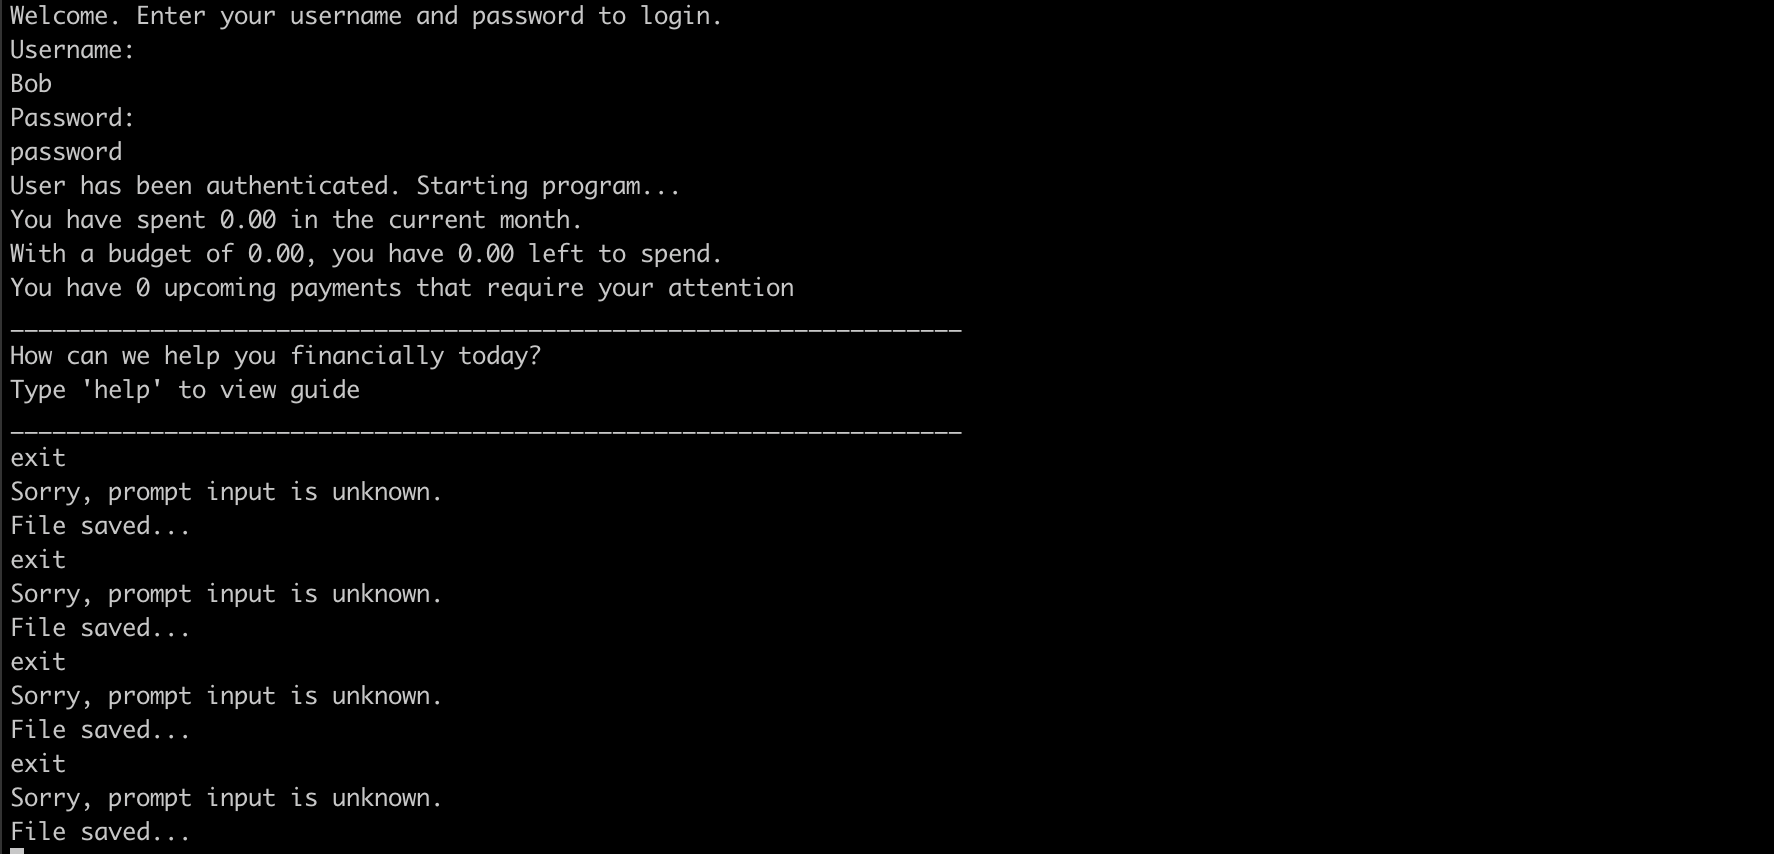 Welcome. Enter your username and password to login.
Username:
Bob
Password:
password
User has been authenticated. Starting program...
You have spent 0.00 in the current month.
With a budget of 0.00, you have 0.00 left to spend.
You have 0 upcoming payments that require your attention
____________________________________________________________________
How can we help you financially today?
Type 'help' to view guide
____________________________________________________________________
exit
Sorry, prompt input is unknown.
File saved...
exit
Sorry, prompt input is unknown.
File saved...
exit
Sorry, prompt input is unknown.
File saved...
exit
Sorry, prompt input is unknown.
File saved...